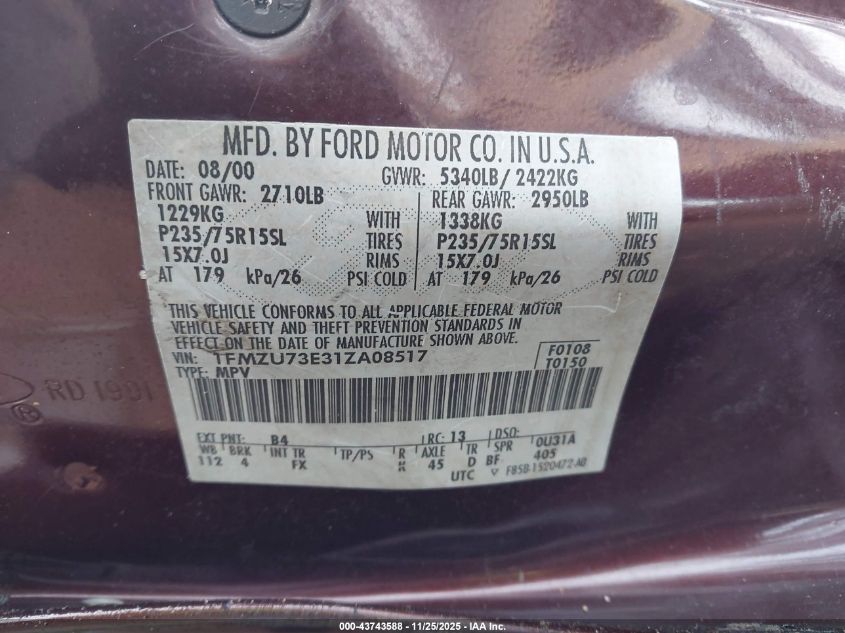 MFD. BY FORD MOTOR CO. IN U.S.A.
DATE: 08/00 GVWR: 5340LB/ 2422KG
FRONT GAWR: 2710LB REAR GAWR: 2950LB
1229KG WITH 1338KG WITH
P235/75R15SL TIRES P235/75R15SL TIRES
15X7.0J RIMS 15X7.0J RIMS
AT 179 kPa/26 PSI COLD AT 179 kPa/26 PSI COLD
THIS VEHICLE CONFORMS TO ALL APPLICABLE FEDERAL MOTOR
VEHICLE SAFETY AND THEFT PREVENTION STANDARDS IN
EFFECT ON THE DATE OF MANUFACTURE SHOWN ABOVE.
VIN: 1FMZU73E31ZA08517 F0108
TYPE: MPV T0150
EXT PNT: B4 RC: 13 DSO: 0U31A
WB BRK INT TR TP/PS R AXLE TR SPR 405
112 4 FX K 45 D BF
UTC F85B-1520472-AB
® RD 1991
000-43743588 - 11/25/2025 - IAA Inc.